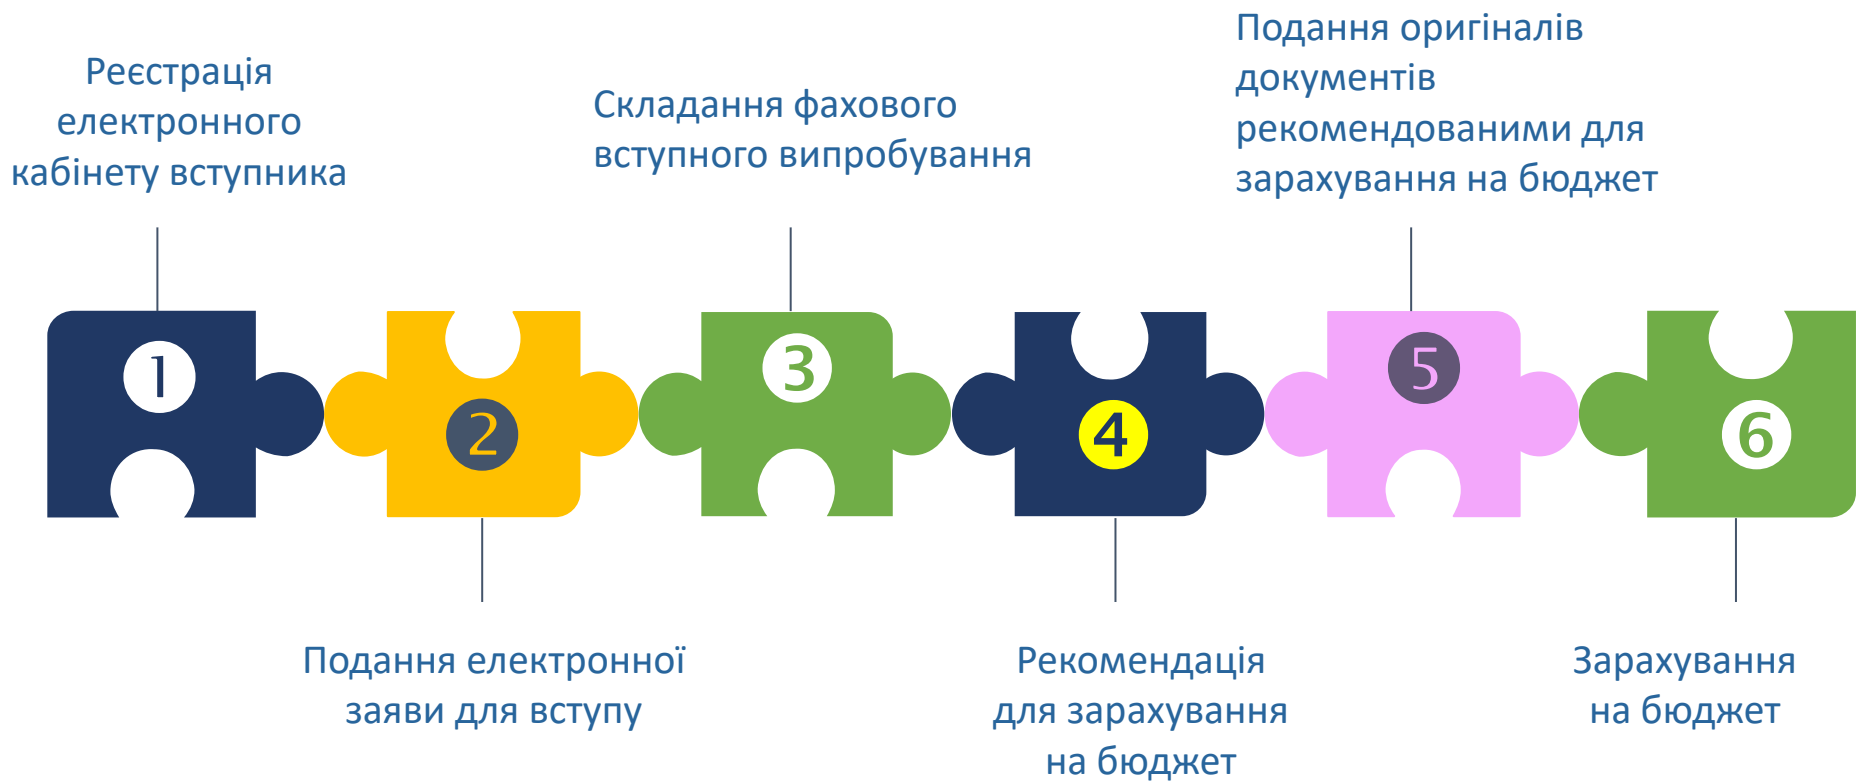 1
Реєстрація
електронного
кабінету вступника
2
Подання електронної
заяви для вступу
3
Складання фахового
вступного випробування
4
Рекомендація
для зарахування
на бюджет
5
Подання оригіналів
документів
рекомендованими для
зарахування на бюджет
6
Зарахування
на бюджет